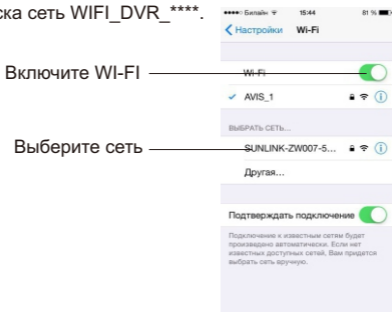 ска сеть WIFI_DVR_****.
Включите WI-FI
Выберите сеть
Билайн 15:44 81 %
Настройки Wi-Fi
Wi-Fi
AVIS_1
ВЫБРАТЬ СЕТЬ...
SUNLINK-ZW007-5...
Другая...
Подтверждать подключение
Подключение к известным сетям будет
произведено автоматически. Если нет
известных доступных сетей, Вам придется
выбрать сеть вручную.